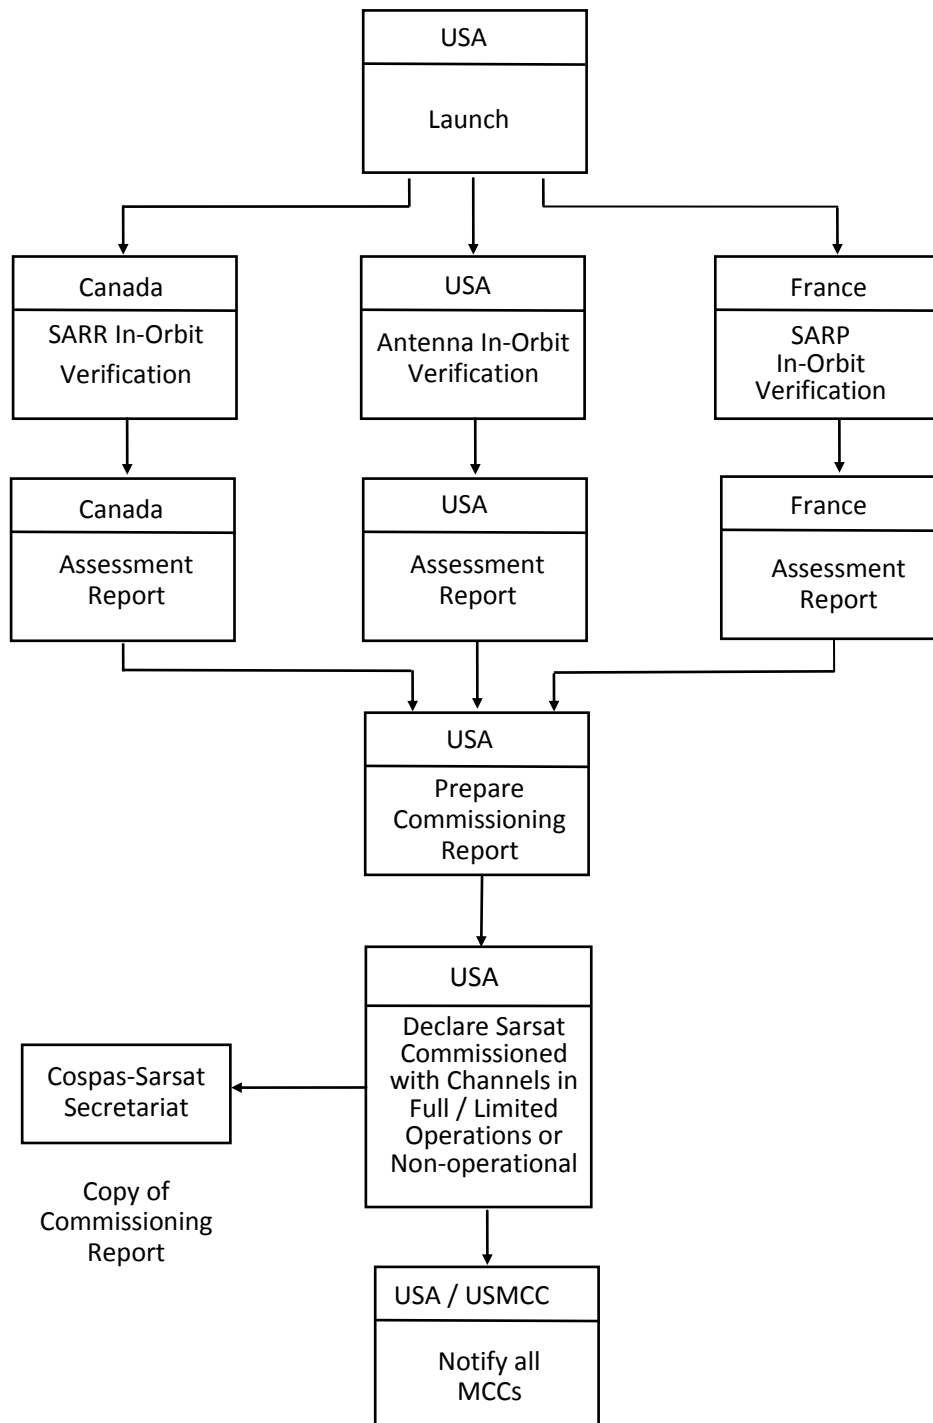 USA
Launch
Canada
SARR In-Orbit
Verification
USA
Antenna In-Orbit
Verification
France
SARP
In-Orbit
Verification
Canada
Assessment
Report
USA
Assessment
Report
France
Assessment
Report
USA
Prepare
Commissioning
Report
USA
Declare Sarsat
Commissioned
with Channels in
Full / Limited
Operations or
Non-operational
Cospas-Sarsat
Secretariat
Copy of
Commissioning
Report
USA / USMCC
Notify all
MCCs